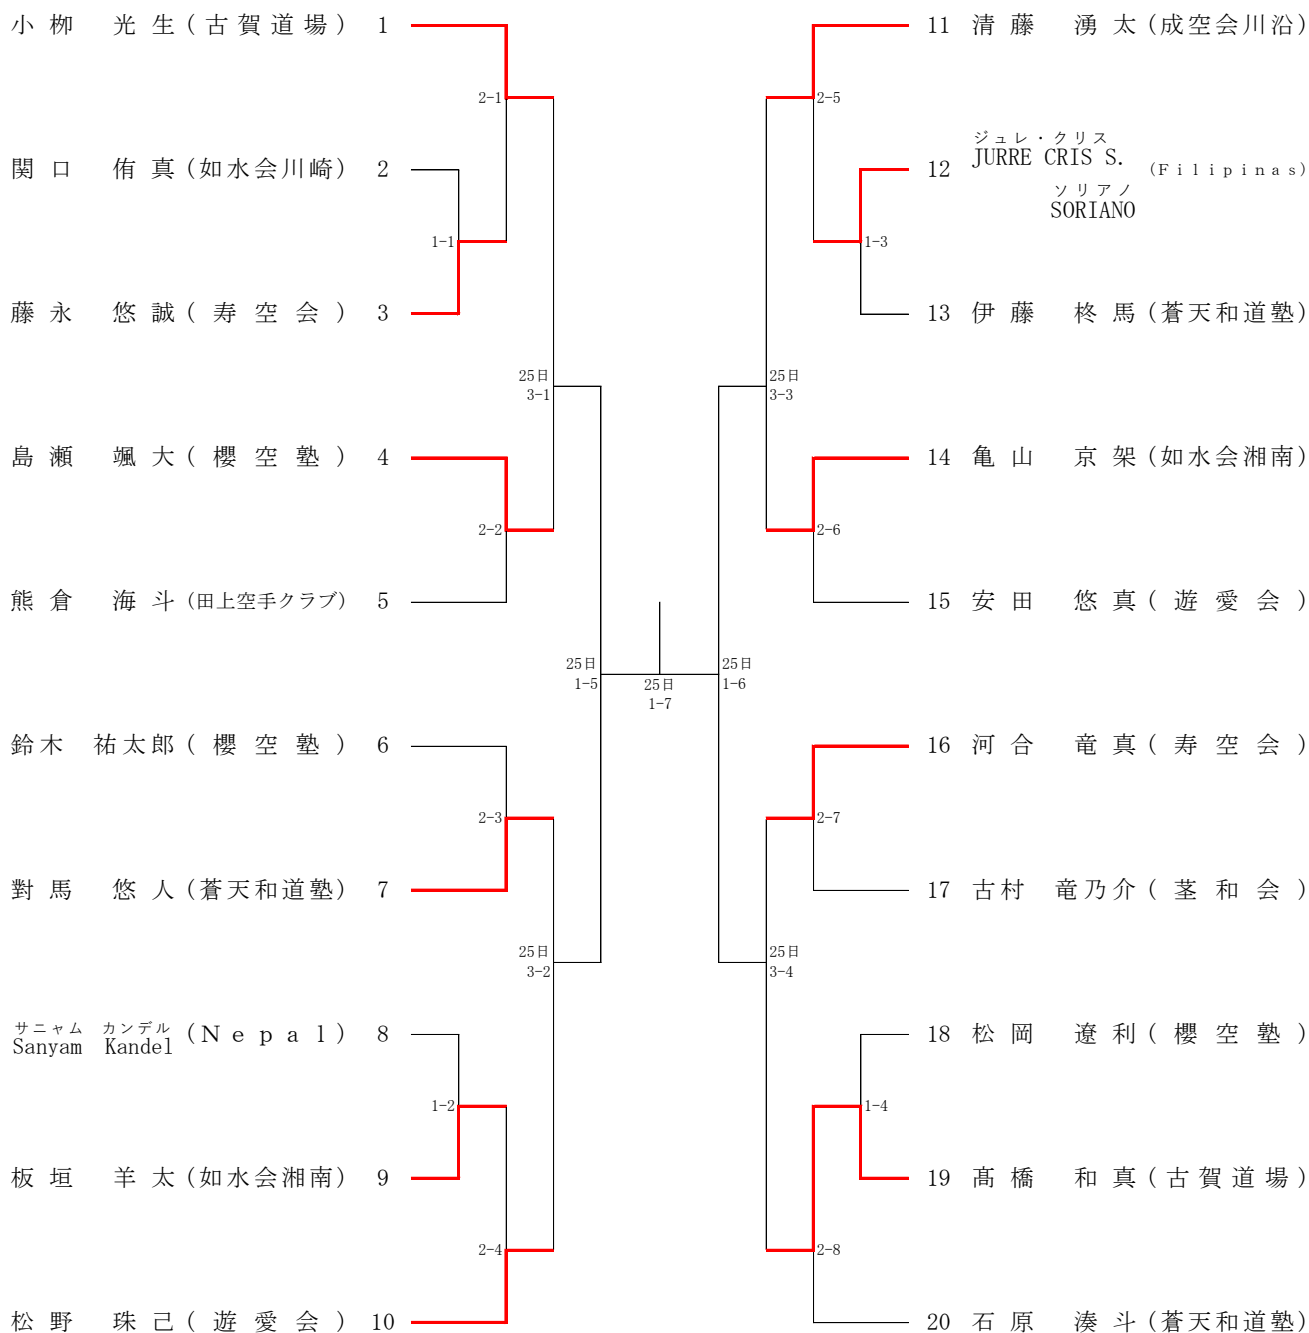 小栁 光生(古賀道場) 1
2-1
関口 侑真(如水会川崎) 2
1-1
藤永 悠誠(寿空会) 3
25日
3-1
島瀬 颯大(櫻空塾) 4
2-2
熊倉 海斗(田上空手クラブ) 5
25日
1-5
鈴木 祐太郎(櫻空塾) 6
2-3
對馬 悠人(蒼天和道塾) 7
25日
3-2
サニャム カンデル
Sanyam Kandel (Nepal) 8
1-2
板垣 羊太(如水会湘南) 9
2-4
松野 珠己(遊愛会) 10
25日
1-7
11 清藤 湧太(成空会川沿)
2-5
ジュレ・クリス
12 JURRE CRIS S. (Filipinas)
ソリアノ
SORIANO
1-3
13 伊藤 柊馬(蒼天和道塾)
25日
3-3
14 亀山 京架(如水会湘南)
2-6
15 安田 悠真(遊愛会)
25日
1-6
16 河合 竜真(寿空会)
2-7
17 古村 竜乃介(茎和会)
25日
3-4
18 松岡 遼利(櫻空塾)
1-4
19 髙橋 和真(古賀道場)
2-8
20 石原 湊斗(蒼天和道塾)